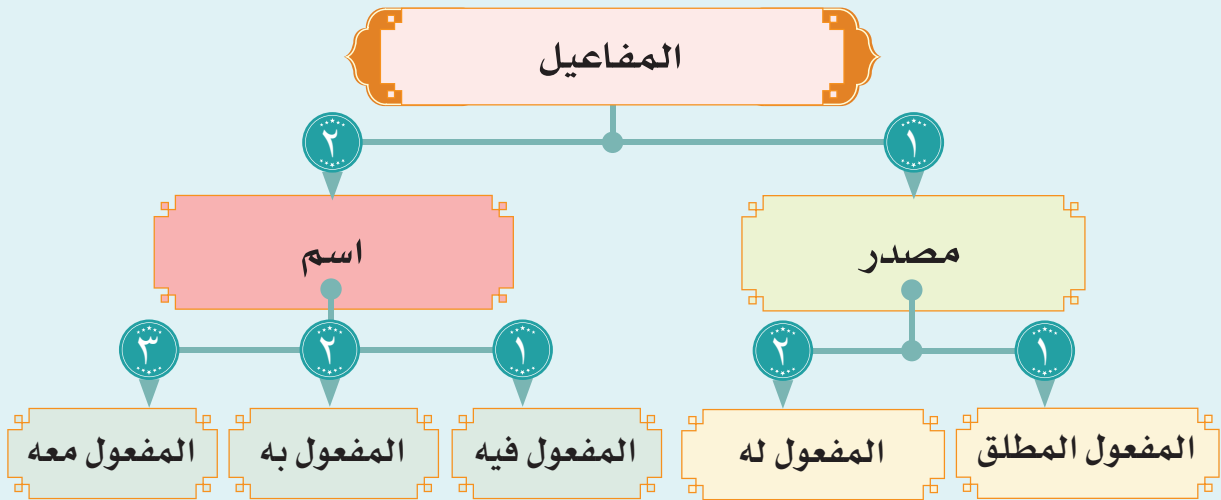 المفاعيل
١
٢
مصدر
اسم
١
٢
١
٢
٣
المفعول المطلق
المفعول له
المفعول فيه
المفعول به
المفعول معه